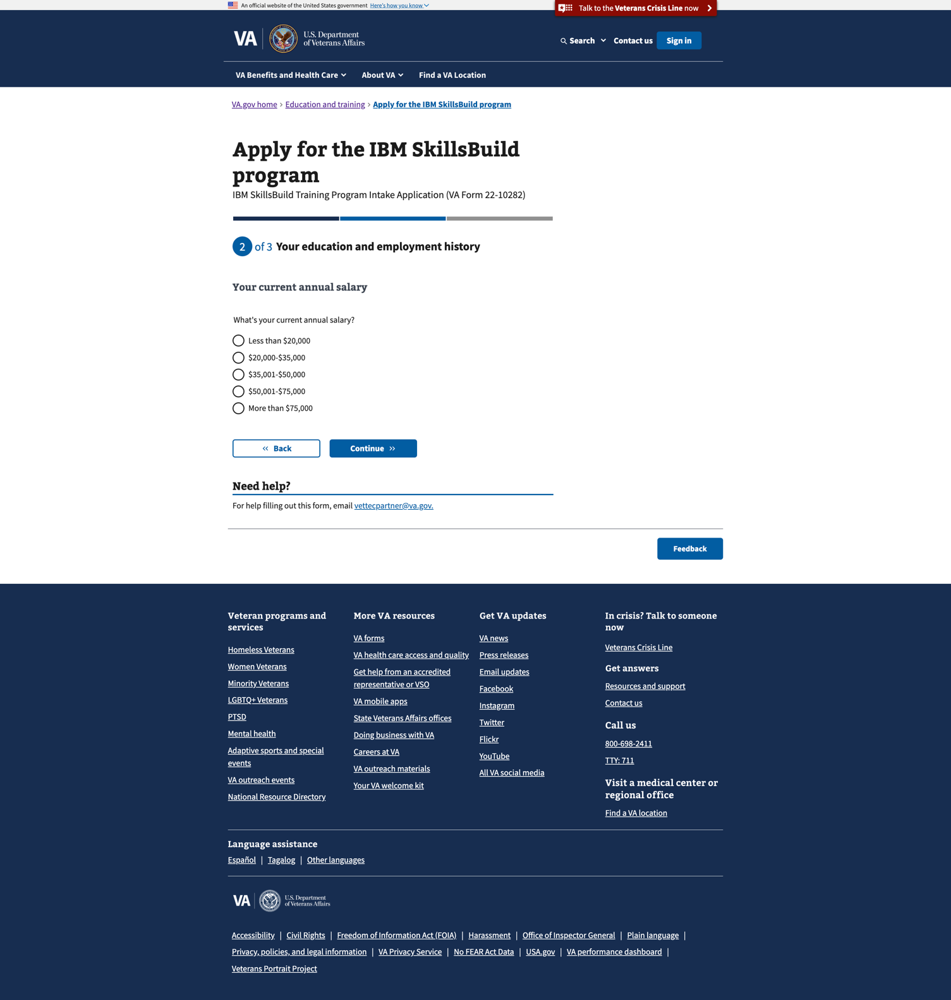 An official website of the United States government Here's how you know
Talk to the Veterans Crisis Line now
VA
U.S. Department
of Veterans Affairs
Search
Contact us
Sign in
VA Benefits and Health Care
About VA
Find a VA Location
VA.gov home › Education and training › Apply for the IBM SkillsBuild program
Apply for the IBM SkillsBuild
program
IBM SkillsBuild Training Program Intake Application (VA Form 22-10282)
2 of 3 Your education and employment history
Your current annual salary
What's your current annual salary?
Less than $20,000
$20,000-$35,000
$35,001-$50,000
$50,001-$75,000
More than $75,000
Back
Continue
Need help?
For help filling out this form, email vettecpartner@va.gov.
Feedback
Veteran programs and
services
Homeless Veterans
Women Veterans
Minority Veterans
LGBTQ+ Veterans
PTSD
Mental health
Adaptive sports and special
events
VA outreach events
National Resource Directory
More VA resources
VA forms
VA health care access and quality
Get help from an accredited
representative or VSO
VA mobile apps
State Veterans Affairs offices
Doing business with VA
Careers at VA
VA outreach materials
Your VA welcome kit
Get VA updates
VA news
Press releases
Email updates
Facebook
Instagram
Twitter
Flickr
YouTube
All VA social media
In crisis? Talk to someone
now
Veterans Crisis Line
Get answers
Resources and support
Contact us
Call us
800-698-2411
TTY: 711
Visit a medical center or
regional office
Find a VA location
Language assistance
Español | Tagalog | Other languages
VA
U.S. Department
of Veterans Affairs
Accessibility | Civil Rights | Freedom of Information Act (FOIA) | Harassment | Office of Inspector General | Plain language |
Privacy, policies, and legal information | VA Privacy Service | No FEAR Act Data | USA.gov | VA performance dashboard |
Veterans Portrait Project